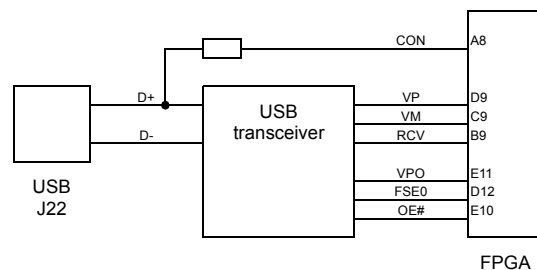 CON
A8
D+
D-
USB
transceiver
VP
D9
VM
C9
RCV
B9
VPO
E11
FSE0
D12
OE#
E10
USB
J22
FPGA